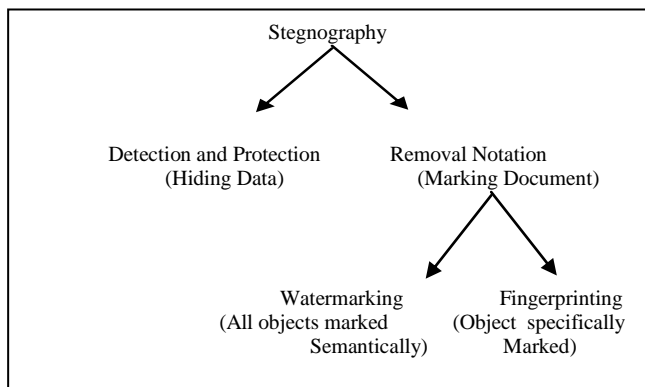 Stegnography
Detection and Protection
(Hiding Data)
Removal Notation
(Marking Document)
Watermarking
(All objects marked
Semantically)
Fingerprinting
(Object specifically
Marked)